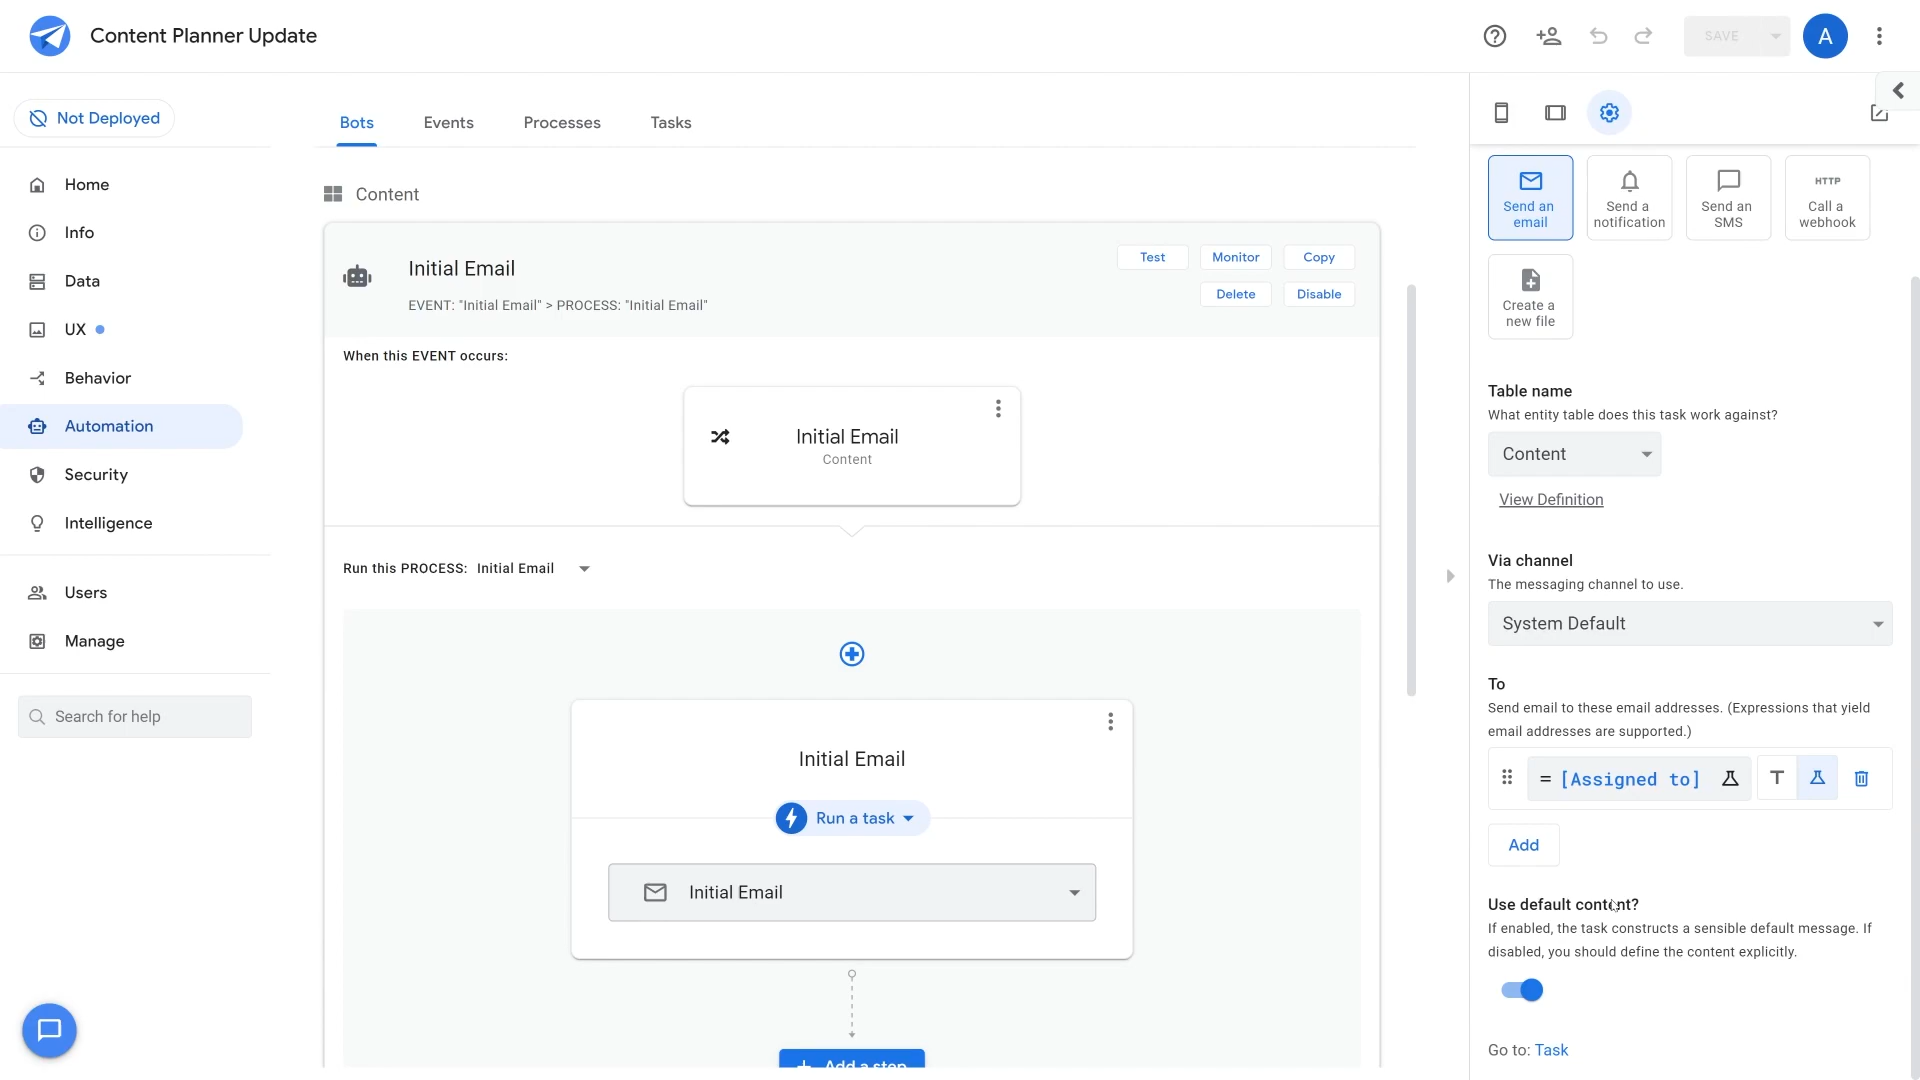 Content Planner Update
SAVE
A
Not Deployed
Home
Info
Data
UX
Behavior
Automation
Security
Intelligence
Users
Manage
Search for help
Bots
Events
Processes
Tasks
Content
Initial Email
EVENT: "Initial Email" > PROCESS: "Initial Email"
Test
Monitor
Copy
Delete
Disable
When this EVENT occurs:
Initial Email
Content
Run this PROCESS: Initial Email
Initial Email
Run a task
Initial Email
Add a step
Send an
email
Send a
notification
Send an
SMS
HTTP
Call a
webhook
Create a
new file
Table name
What entity table does this task work against?
Content
View Definition
Via channel
The messaging channel to use.
System Default
To
Send email to these email addresses. (Expressions that yield
email addresses are supported.)
= [Assigned to]
T
Add
Use default content?
If enabled, the task constructs a sensible default message. If
disabled, you should define the content explicitly.
Go to: Task